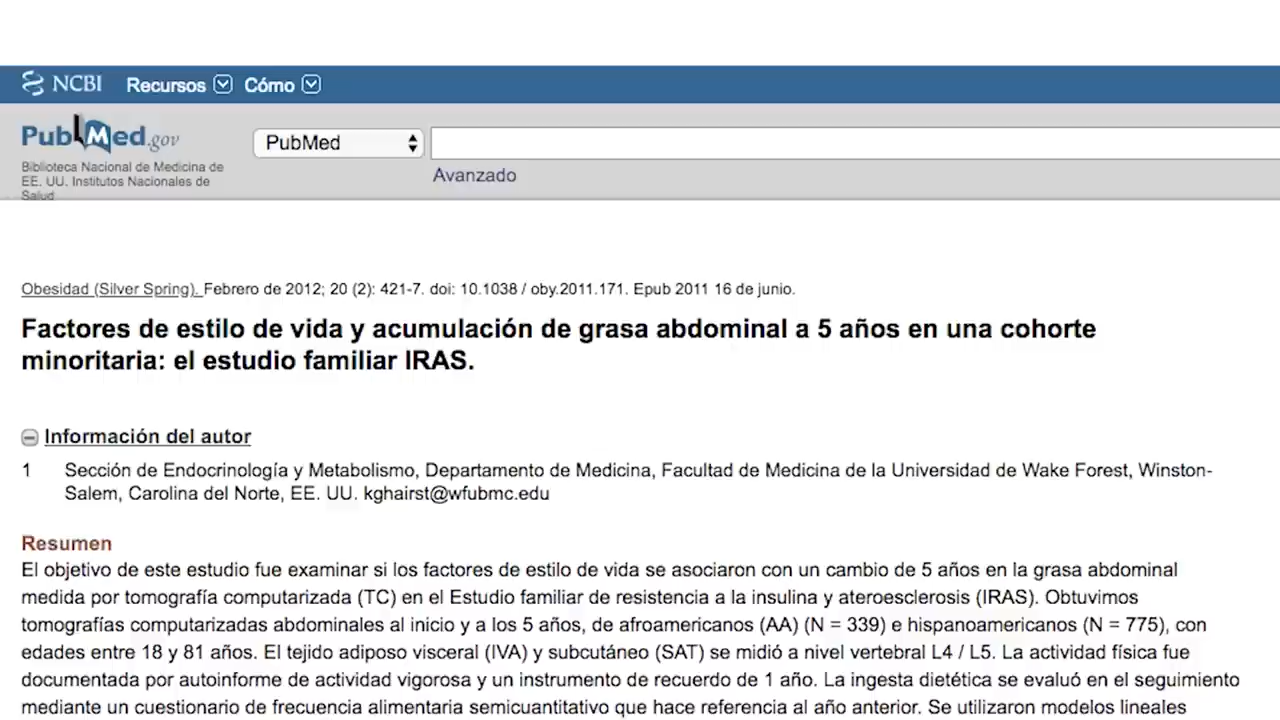 NCBI Recursos Cómo
PubMed.gov
PubMed
Biblioteca Nacional de Medicina de
EE. UU. Institutos Nacionales de
Salud
Avanzado
Obesidad (Silver Spring). Febrero de 2012; 20 (2): 421-7. doi: 10.1038 / oby.2011.171. Epub 2011 16 de junio.
Factores de estilo de vida y acumulación de grasa abdominal a 5 años en una cohorte
minoritaria: el estudio familiar IRAS.
Información del autor
1 Sección de Endocrinología y Metabolismo, Departamento de Medicina, Facultad de Medicina de la Universidad de Wake Forest, Winston-
Salem, Carolina del Norte, EE. UU. kghairst@wfubmc.edu
Resumen
El objetivo de este estudio fue examinar si los factores de estilo de vida se asociaron con un cambio de 5 años en la grasa abdominal
medida por tomografía computarizada (TC) en el Estudio familiar de resistencia a la insulina y ateroesclerosis (IRAS). Obtuvimos
tomografías computarizadas abdominales al inicio y a los 5 años, de afroamericanos (AA) (N = 339) e hispanoamericanos (N = 775), con
edades entre 18 y 81 años. El tejido adiposo visceral (IVA) y subcutáneo (SAT) se midió a nivel vertebral L4 / L5. La actividad física fue
documentada por autoinforme de actividad vigorosa y un instrumento de recuerdo de 1 año. La ingesta dietética se evaluó en el seguimiento
mediante un cuestionario de frecuencia alimentaria semicuantitativo que hace referencia al año anterior. Se utilizaron modelos lineales